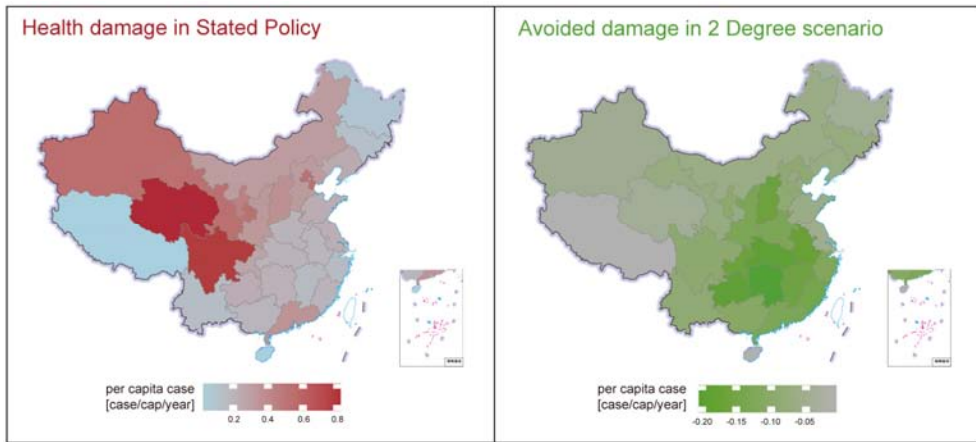 Health damage in Stated Policy
Avoided damage in 2 Degree scenario
per capita case
[case/cap/year]
0.2 0.4 0.6 0.8
per capita case
[case/cap/year]
-0.20 -0.15 -0.10 -0.05